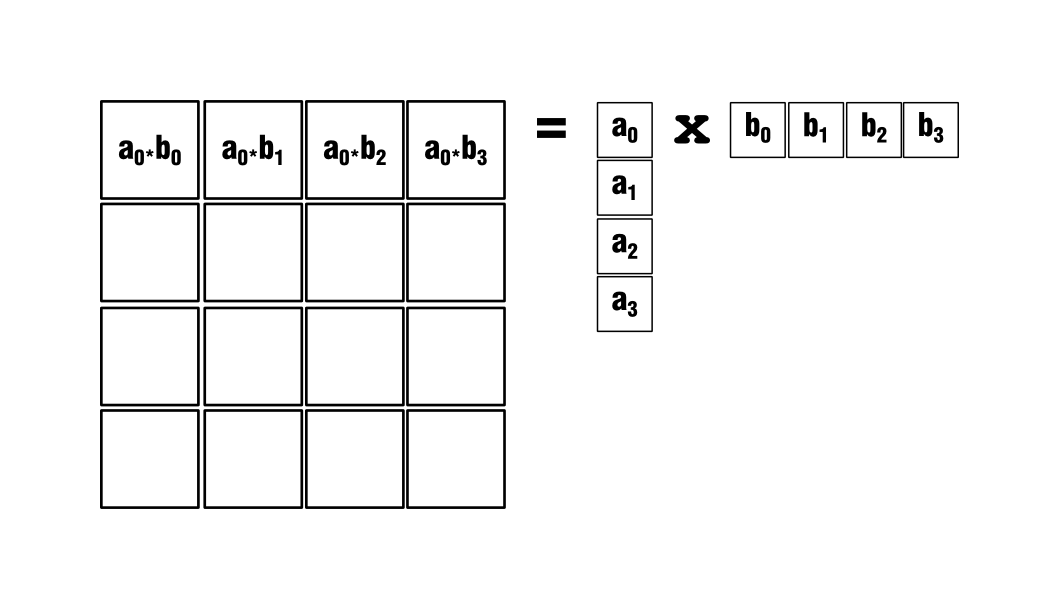 a₀*b₀ a₀*b₁ a₀*b₂ a₀*b₃ = a₀ x b₀ b₁ b₂ b₃
a₁
a₂
a₃